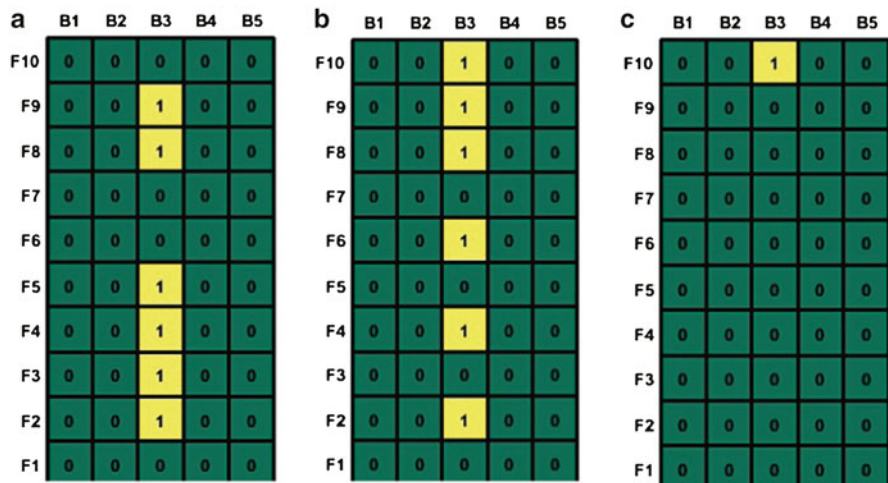 a B1 B2 B3 B4 B5
F10 0 0 0 0 0
F9 0 0 1 0 0
F8 0 0 1 0 0
F7 0 0 0 0 0
F6 0 0 0 0 0
F5 0 0 1 0 0
F4 0 0 1 0 0
F3 0 0 1 0 0
F2 0 0 1 0 0
F1 0 0 0 0 0
b B1 B2 B3 B4 B5
F10 0 0 1 0 0
F9 0 0 1 0 0
F8 0 0 1 0 0
F7 0 0 0 0 0
F6 0 0 1 0 0
F5 0 0 0 0 0
F4 0 0 1 0 0
F3 0 0 0 0 0
F2 0 0 1 0 0
F1 0 0 0 0 0
c B1 B2 B3 B4 B5
F10 0 0 1 0 0
F9 0 0 0 0 0
F8 0 0 0 0 0
F7 0 0 0 0 0
F6 0 0 0 0 0
F5 0 0 0 0 0
F4 0 0 0 0 0
F3 0 0 0 0 0
F2 0 0 0 0 0
F1 0 0 0 0 0